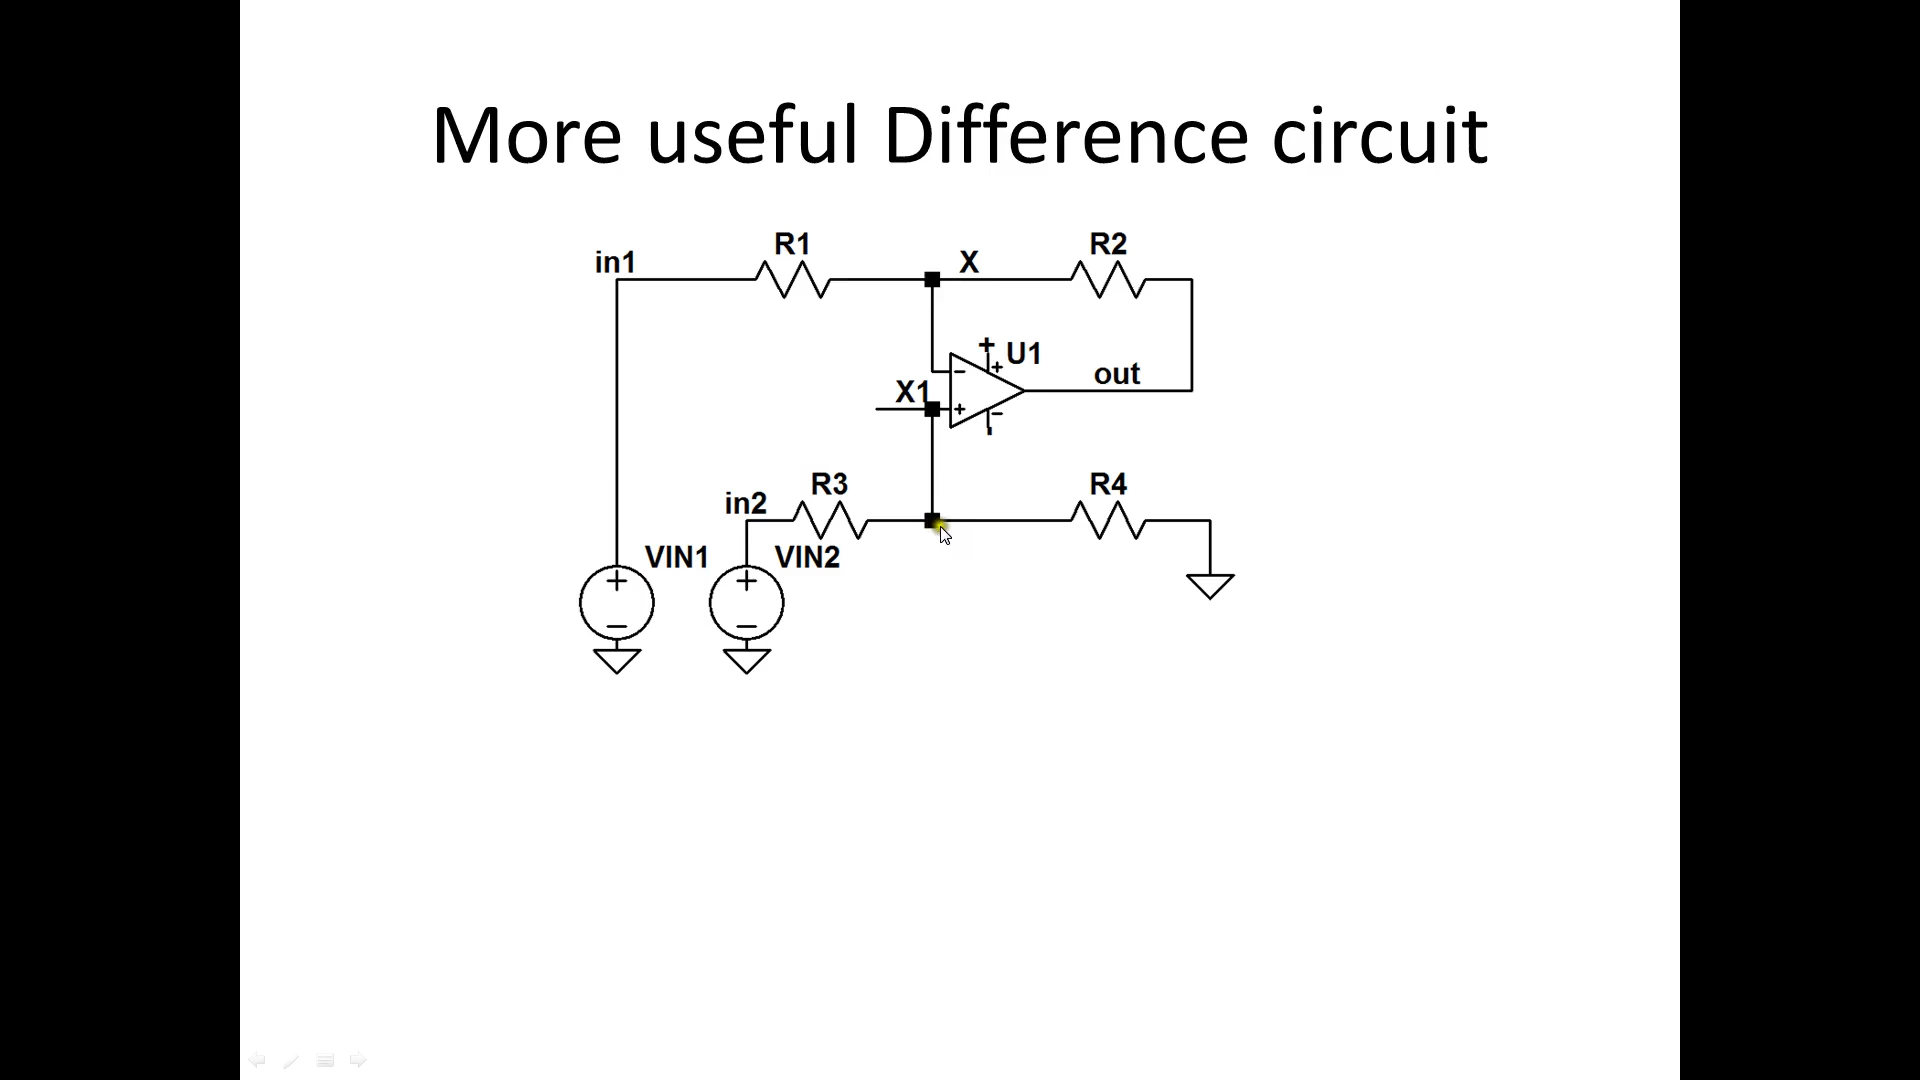 More useful Difference circuit
in1
R1
X
R2
+
U1
+
−
out
X1
+
−
in2
R3
R4
VIN1
VIN2
+
+
−
−